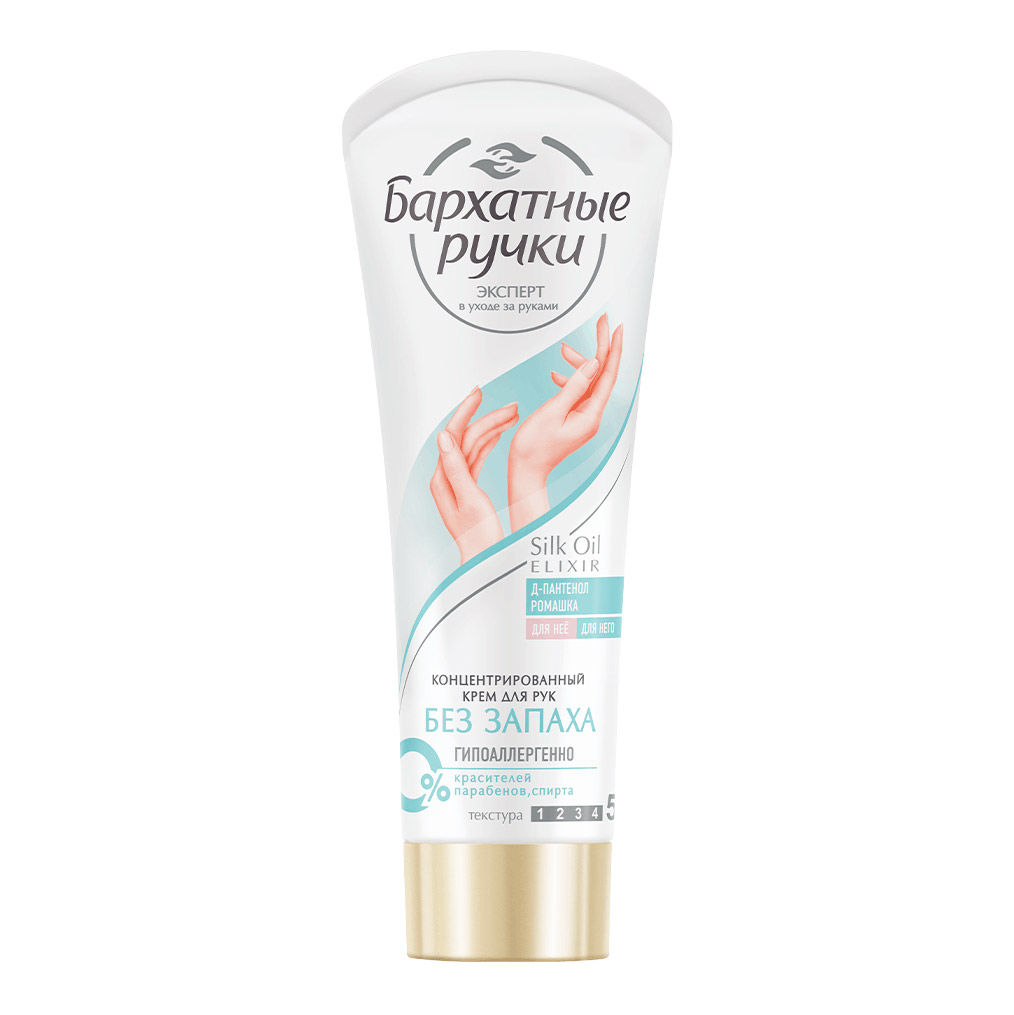 Бархатные
ручки
ЭКСПЕРТ
в уходе за руками
Silk Oil
ELIXIR
Д-ПАНТЕНОЛ
РОМАШКА
ДЛЯ НЕЁ ДЛЯ НЕГО
КОНЦЕНТРИРОВАННЫЙ
КРЕМ ДЛЯ РУК
БЕЗ ЗАПАХА
ГИПОАЛЛЕРГЕННО
0% красителей
парабенов,спирта
текстура 1 2 3 4 5